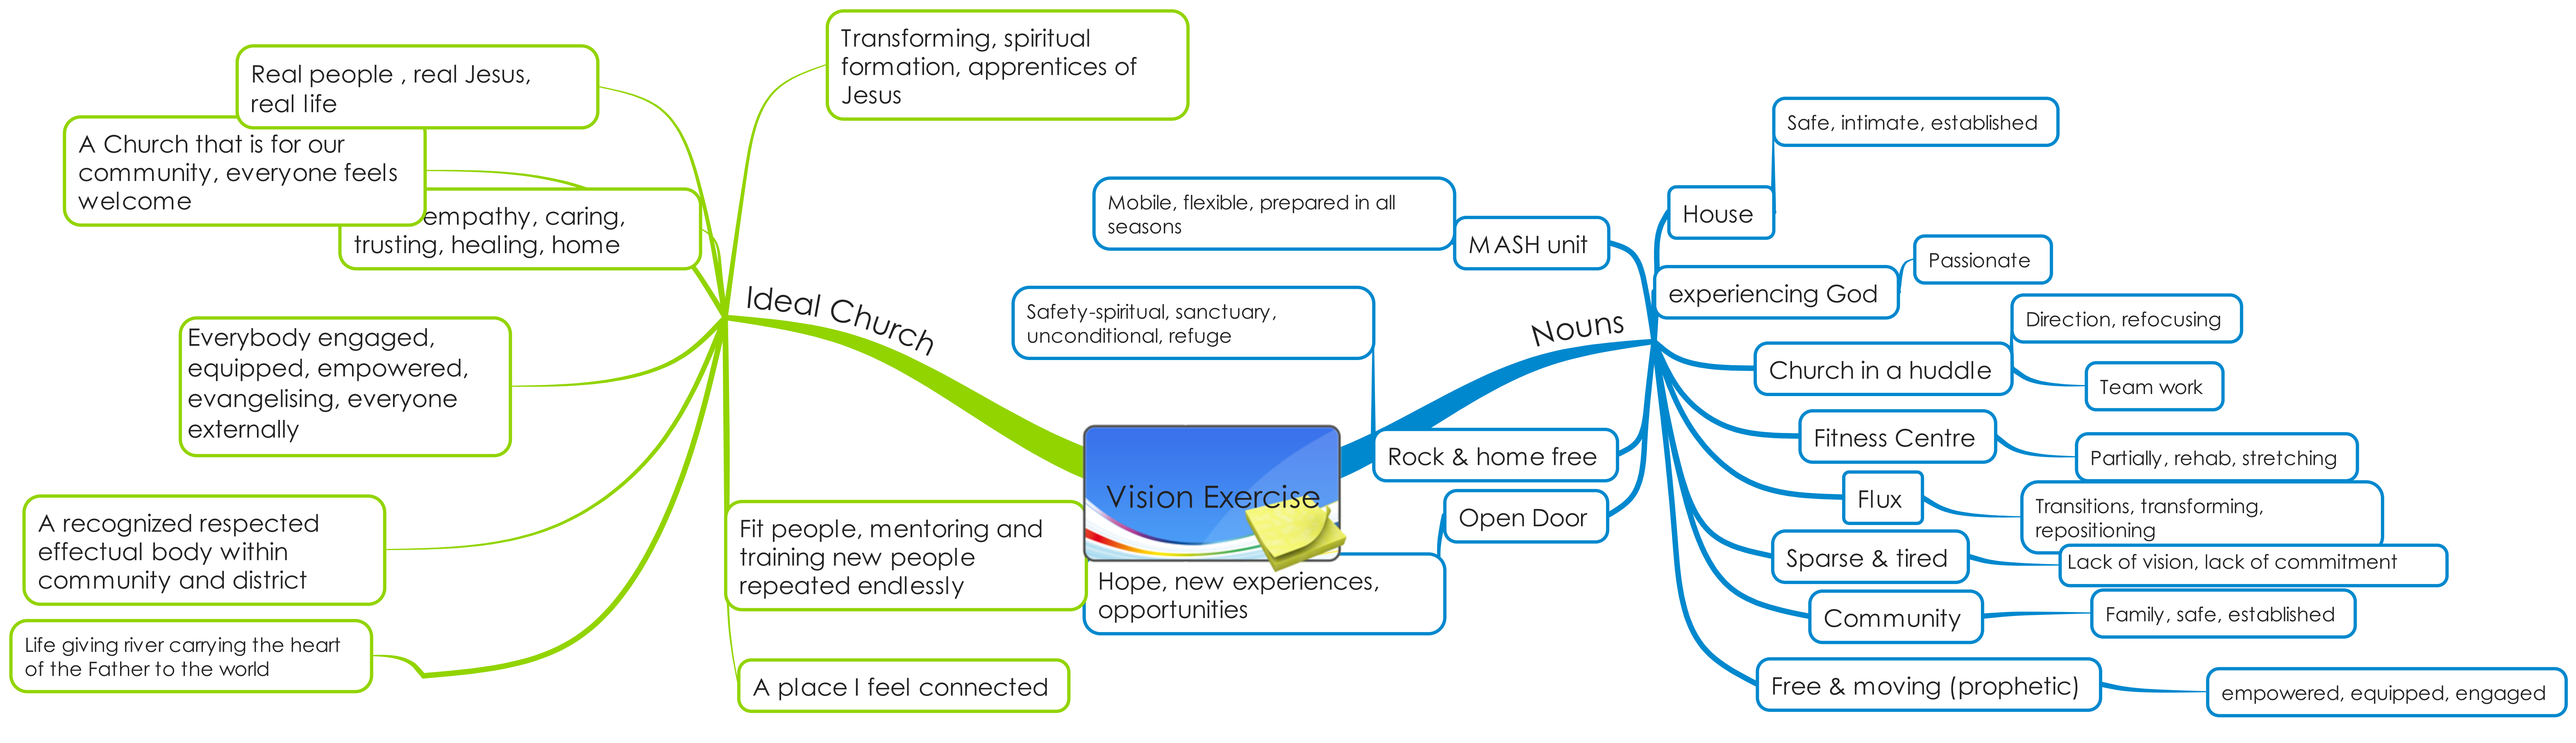 Vision Exercise
Ideal Church
Transforming, spiritual
formation, apprentices of
Jesus
Real people , real Jesus,
real life
A Church that is for our
community, everyone feels
welcome
empathy, caring,
trusting, healing, home
Everybody engaged,
equipped, empowered,
evangelising, everyone
externally
A recognized respected
effectual body within
community and district
Life giving river carrying the heart
of the Father to the world
Fit people, mentoring and
training new people
repeated endlessly
A place I feel connected
Nouns
House
Safe, intimate, established
experiencing God
Passionate
Church in a huddle
Direction, refocusing
Team work
Fitness Centre
Partially, rehab, stretching
Flux
Transitions, transforming,
repositioning
Sparse & tired
Lack of vision, lack of commitment
Community
Family, safe, established
Free & moving (prophetic)
empowered, equipped, engaged
MASH unit
Mobile, flexible, prepared in all
seasons
Rock & home free
Safety-spiritual, sanctuary,
unconditional, refuge
Open Door
Hope, new experiences,
opportunities